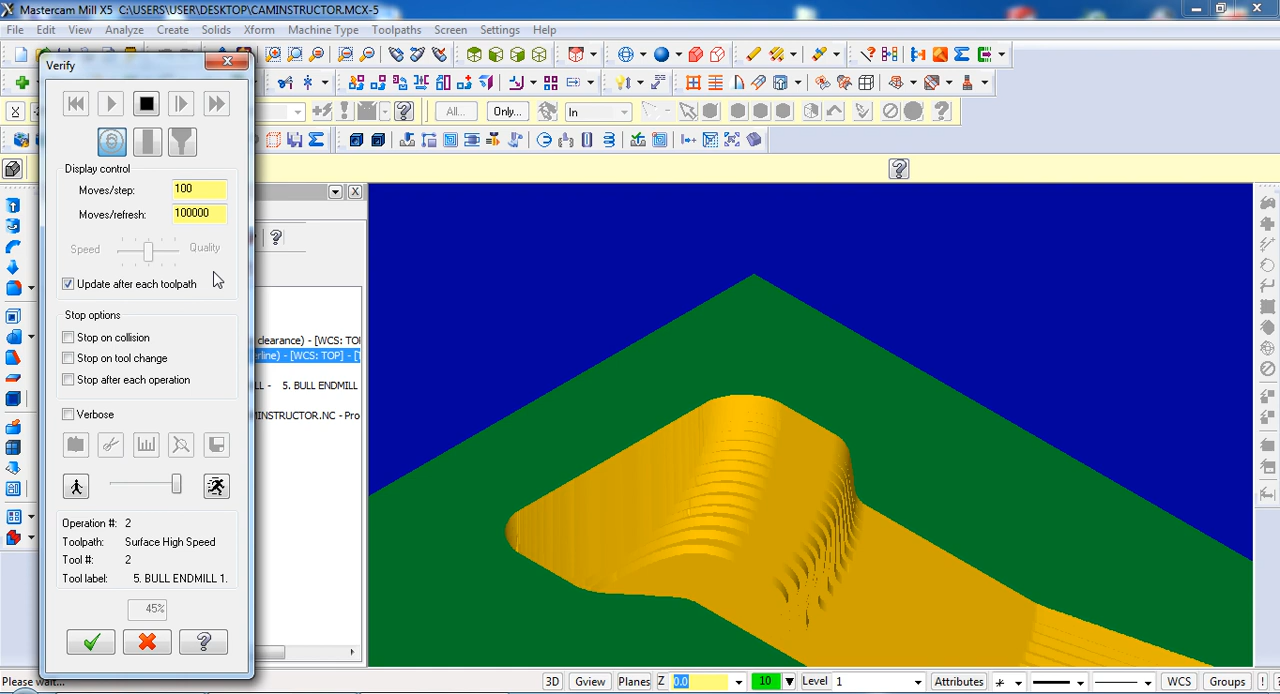 Mastercam Mill X5 C:\USERS\USER\DESKTOP\CAMINSTRUCTOR.MCX-5
File Edit View Analyze Create Solids Xform Machine Type Toolpaths Screen Settings Help
Verify
All... Only... In
Display control
Moves/step: 100
Moves/refresh: 100000
Speed Quality
Update after each toolpath
Stop options
Stop on collision
clearance) - [WCS: TO
erline) - [WCS: TOP] - [
Stop on tool change
Stop after each operation
LL - 5. BULL ENDMILL
Verbose
MINSTRUCTOR.NC - Pro
Operation #: 2
Toolpath: Surface High Speed
Tool #: 2
Tool label: 5. BULL ENDMILL 1.
45%
Please wait...
3D Gview Planes Z 0.0 10 Level 1 Attributes WCS Groups ! ?